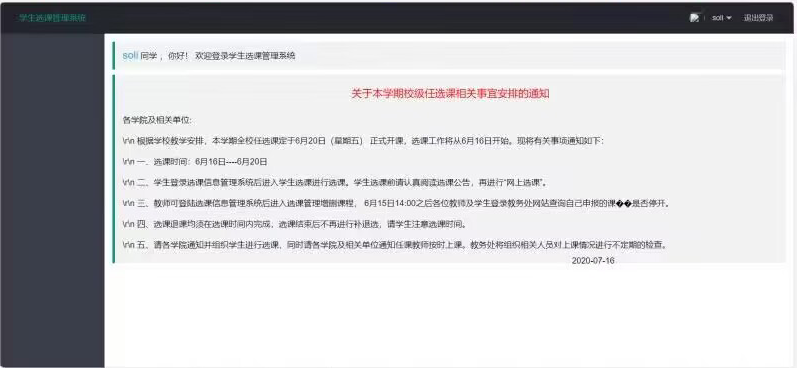 学生选课管理系统
soli
退出登录
soli 同学，你好！ 欢迎登录学生选课管理系统
关于本学期校级任选课相关事宜安排的通知
各学院及相关单位:
\r\n 根据学校教学安排，本学期全校任选课定于6月20日（星期五） 正式开课，选课工作将从6月16日开始。现将有关事项通知如下：
\r\n 一、选课时间：6月16日----6月20日
\r\n 二、学生登录选课信息管理系统后进入学生选课进行选课。学生选课前请认真阅读选课公告，再进行“网上选课”。
\r\n 三、教师可登陆选课信息管理系统后进入选课管理增删课程， 6月15日14:00之后各位教师及学生登录教务处网站查询自己申报的课��是否停开。
\r\n 四、选课退课均须在选课时间内完成。选课结束后不再进行补退选，请学生注意选课时间。
\r\n 五、请各学院通知并组织学生进行选课、同时请各学院及相关单位通知任课教师按时上课。教务处将组织相关人员对上课情况进行不定期的检查。
2020-07-16